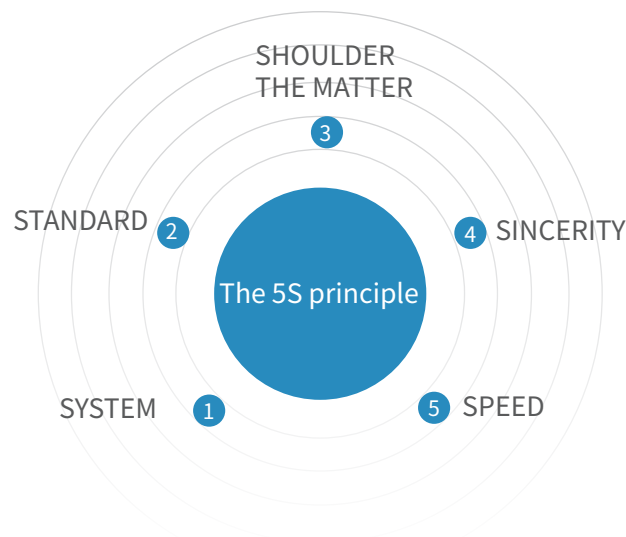 SHOULDER
THE MATTER
3
STANDARD
2
4
SINCERITY
The 5S principle
SYSTEM
1
5
SPEED